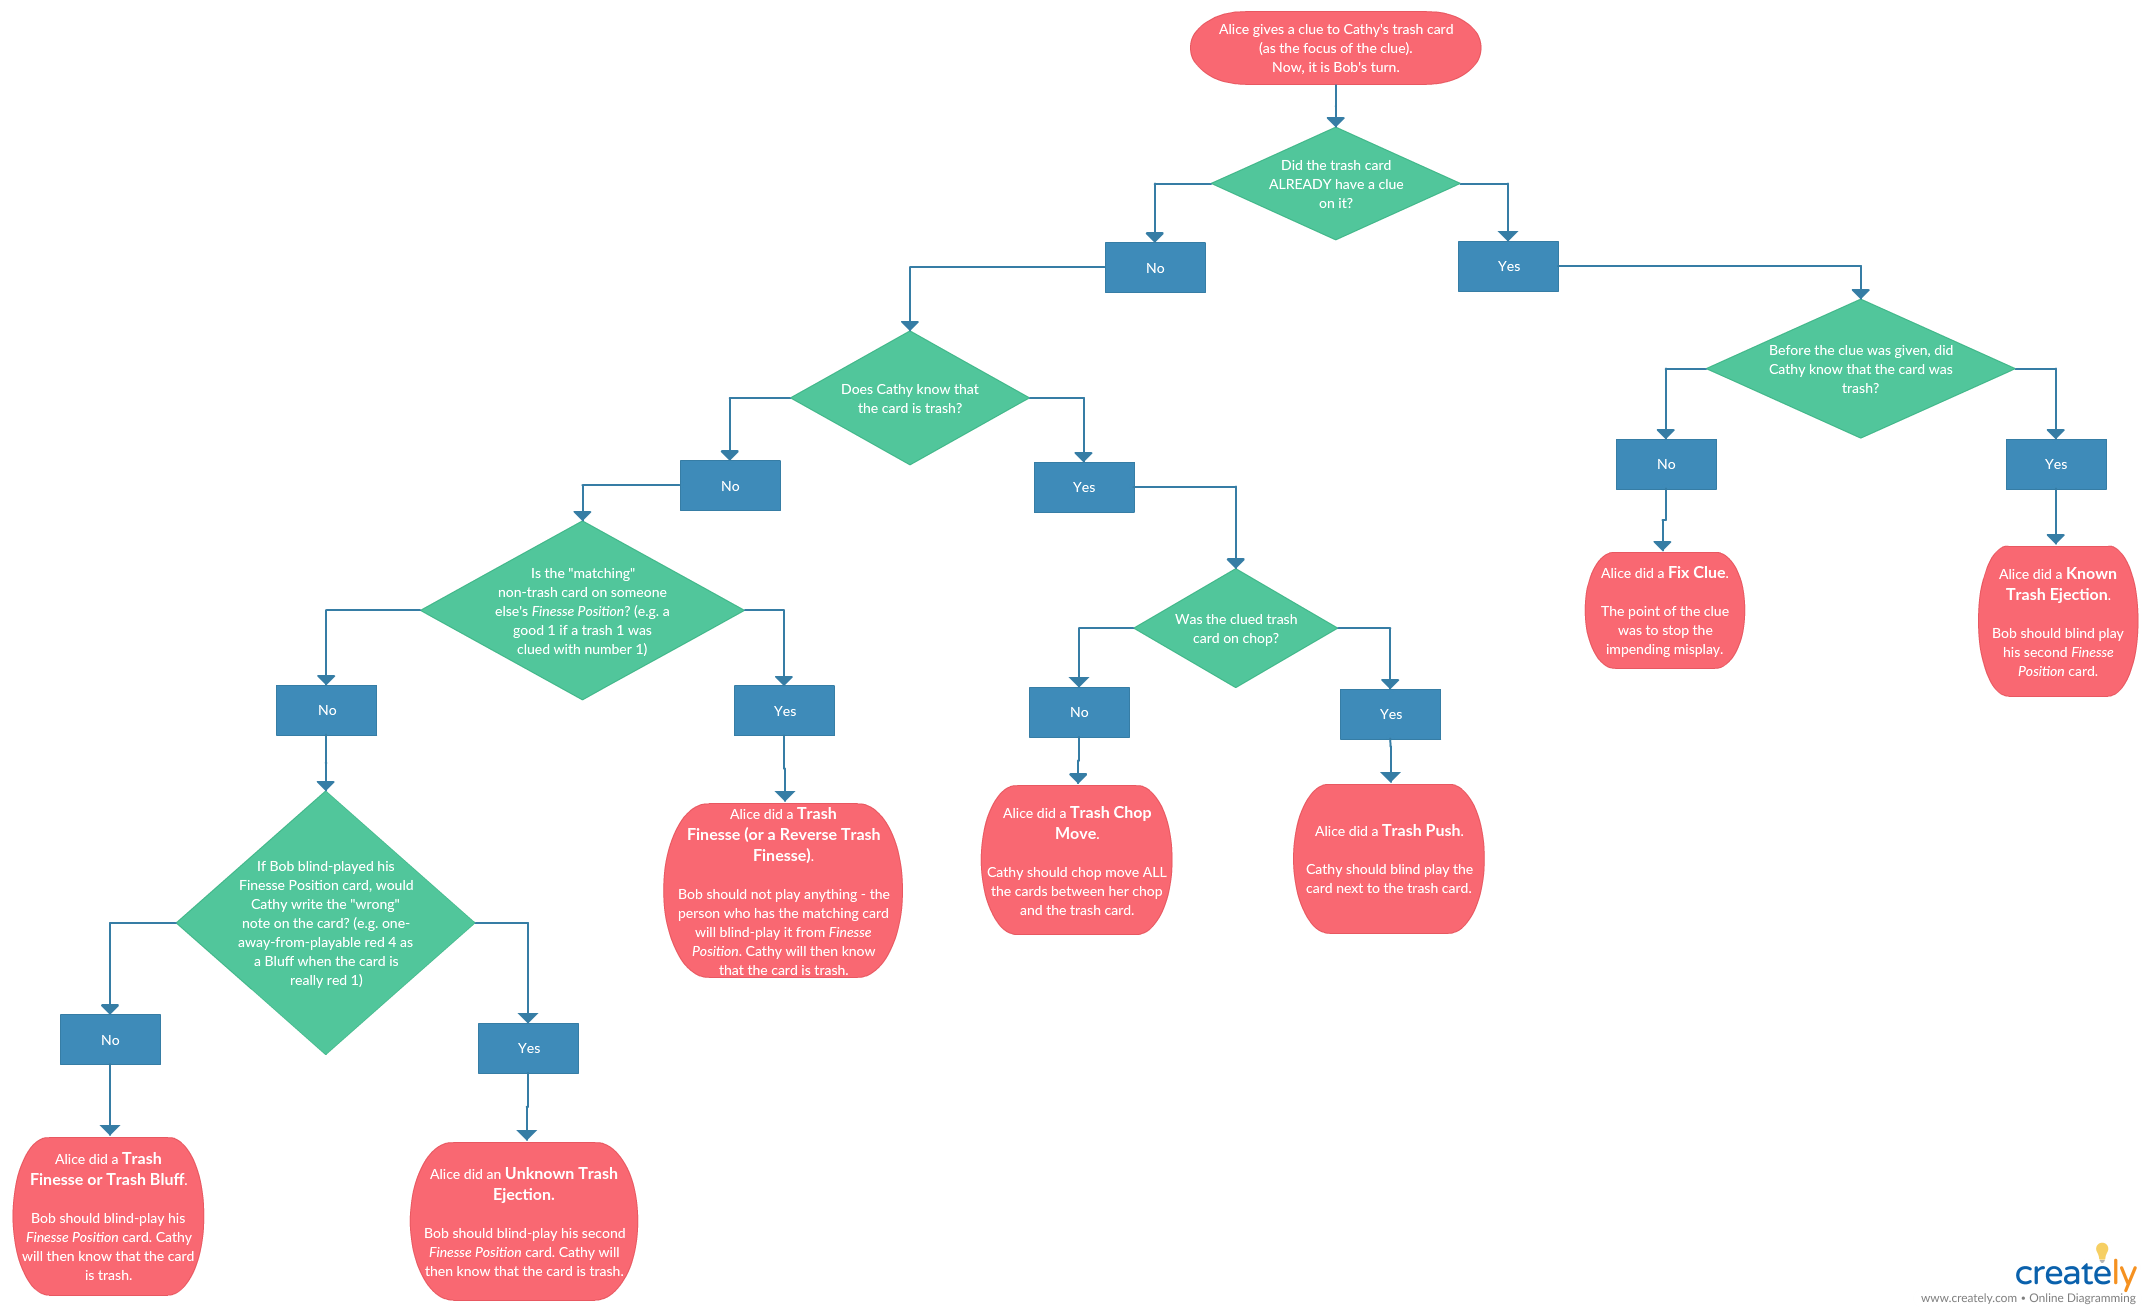 Alice gives a clue to Cathy's trash card
(as the focus of the clue).
Now, it is Bob's turn.
Did the trash card
ALREADY have a clue
on it?
No
Yes
Before the clue was given, did
Cathy know that the card was
trash?
Does Cathy know that
the card is trash?
No
Yes
No
Yes
Is the "matching"
non-trash card on someone
else's Finesse Position? (e.g. a
good 1 if a trash 1 was
clued with number 1)
Was the clued trash
card on chop?
Alice did a Fix Clue.
The point of the clue
was to stop the
impending misplay.
Alice did a Known
Trash Ejection.
Bob should blind play
his second Finesse
Position card.
No
Yes
No
Yes
If Bob blind-played his
Finesse Position card, would
Cathy write the "wrong"
note on the card? (e.g. one-
away-from-playable red 4 as
a Bluff when the card is
really red 1)
Alice did a Trash
Finesse (or a Reverse Trash
Finesse).
Bob should not play anything - the
person who has the matching card
will blind-play it from Finesse
Position. Cathy will then know
that the card is trash.
Alice did a Trash Chop
Move.
Cathy should chop move ALL
the cards between her chop
and the trash card.
Alice did a Trash Push.
Cathy should blind play the
card next to the trash card.
No
Yes
Alice did a Trash
Finesse or Trash Bluff.
Bob should blind-play his
Finesse Position card. Cathy
will then know that the card
is trash.
Alice did an Unknown Trash
Ejection.
Bob should blind-play his second
Finesse Position card. Cathy will
then know that the card is trash.
creately
www.creately.com • Online Diagramming